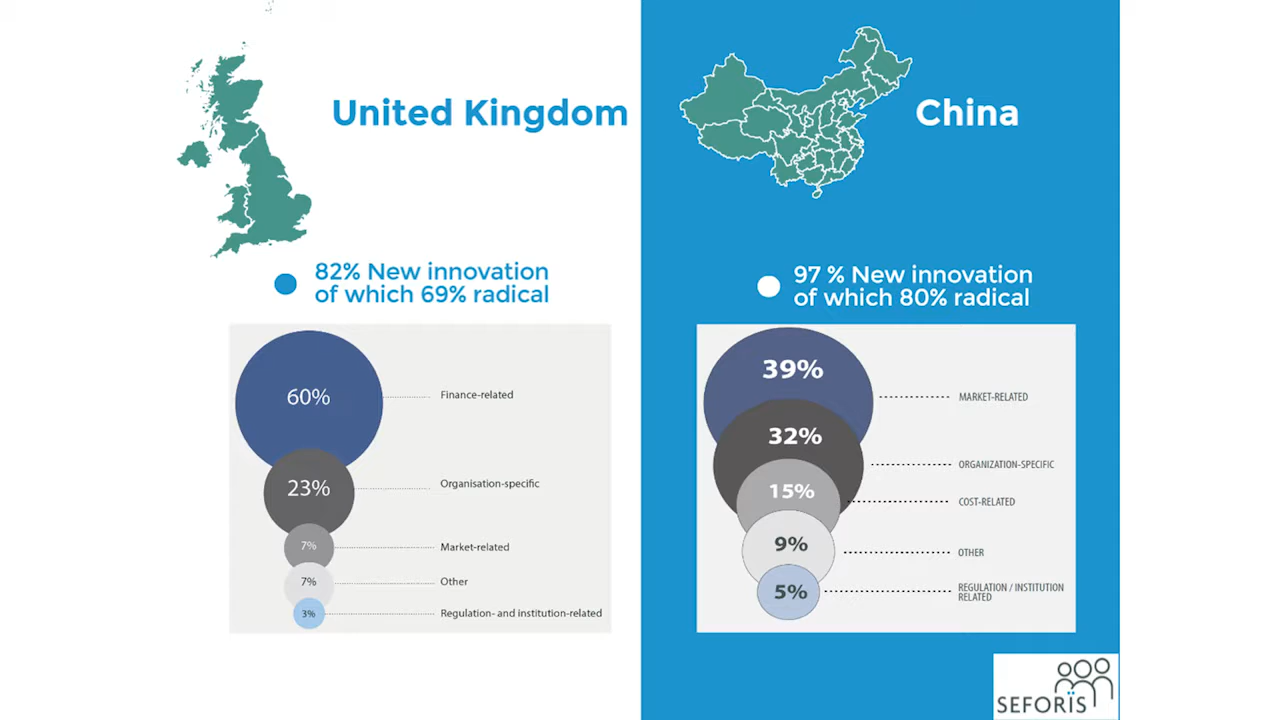 United Kingdom
82% New innovation
of which 69% radical
60%
Finance-related
23%
Organisation-specific
7%
Market-related
7%
Other
3%
Regulation- and institution-related
China
97 % New innovation
of which 80% radical
39%
MARKET-RELATED
32%
ORGANIZATION-SPECIFIC
15%
COST-RELATED
9%
OTHER
5%
REGULATION / INSTITUTION
RELATED
SEFORÏS